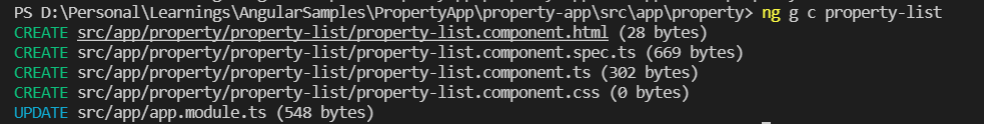 PS D:\Personal\Learnings\AngularSamples\PropertyApp\property-app\src\app\property> ng g c property-list
CREATE src/app/property/property-list/property-list.component.html (28 bytes)
CREATE src/app/property/property-list/property-list.component.spec.ts (669 bytes)
CREATE src/app/property/property-list/property-list.component.ts (302 bytes)
CREATE src/app/property/property-list/property-list.component.css (0 bytes)
UPDATE src/app/app.module.ts (548 bytes)